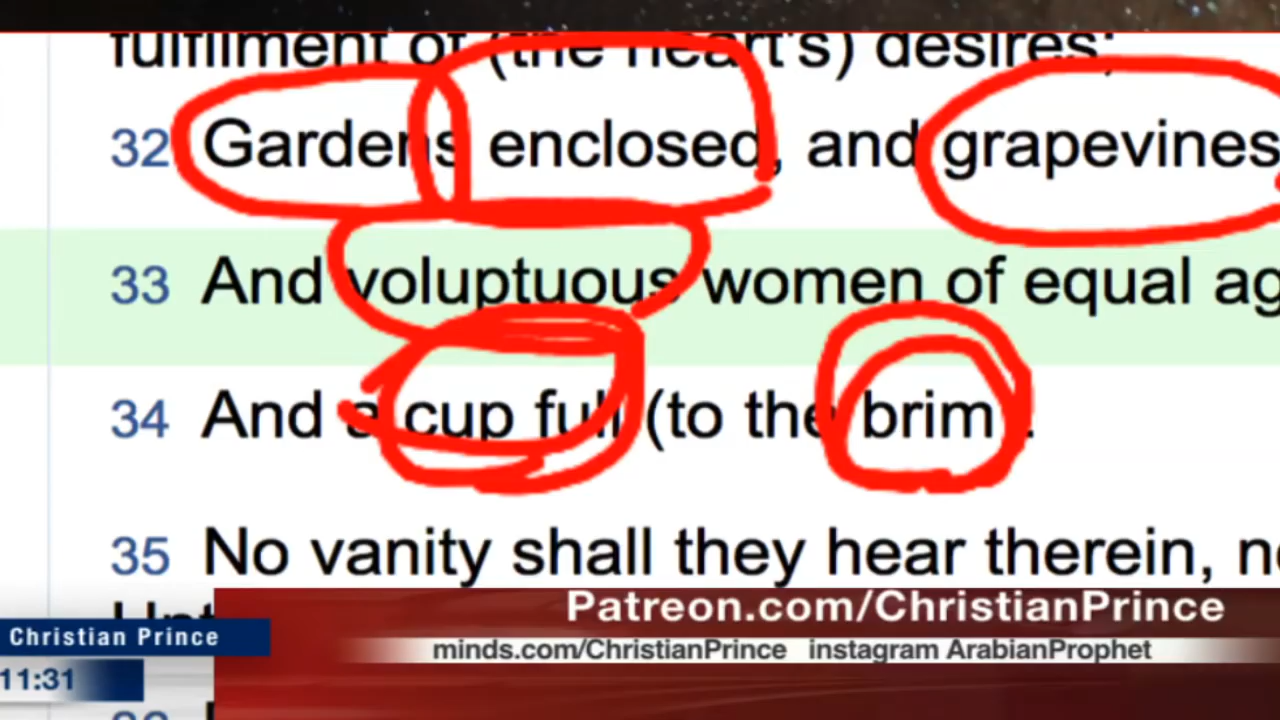 fulfilment of (the heart's) desires;
32 Gardens enclosed, and grapevines
33 And voluptuous women of equal
34 And a cup full (to the brim
35 No vanity shall they hear therein,
Patreon.com/ChristianPrince
Christian Prince
minds.com/ChristianPrince instagram ArabianProphet
11:31